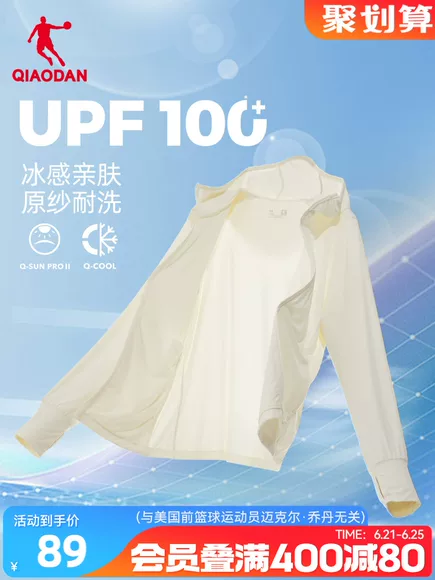 聚划算
QIAODAN
UPF 100+
冰感亲肤
原纱耐洗
Q-SUN PRO II
Q-COOL
(与美国前篮球运动员迈克尔·乔丹无关)
活动到手价
¥89
TIME: 6.21-6.25
会员叠满400减80